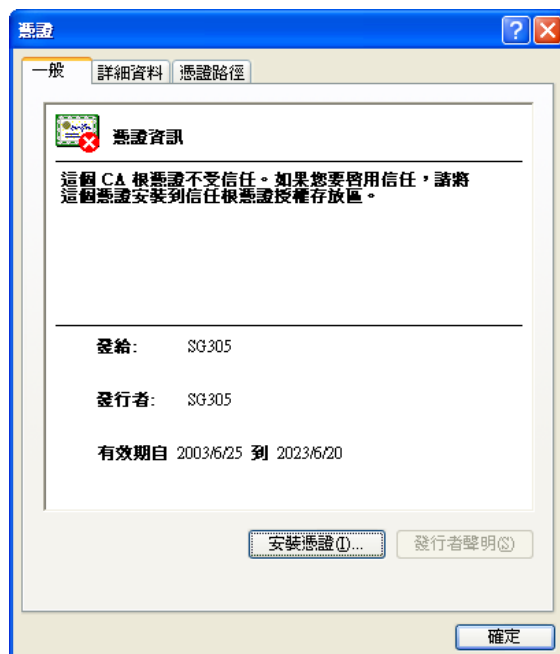 憑證
一般
詳細資料
憑證路徑
憑證資訊
這個 CA 根憑證不受信任。如果您要啓用信任，請將
這個憑證安裝到信任根憑證授權存放區。
發給: SG305
發行者: SG305
有效期自 2003/6/25 到 2023/6/20
安裝憑證(I)...
發行者聲明(S)
確定